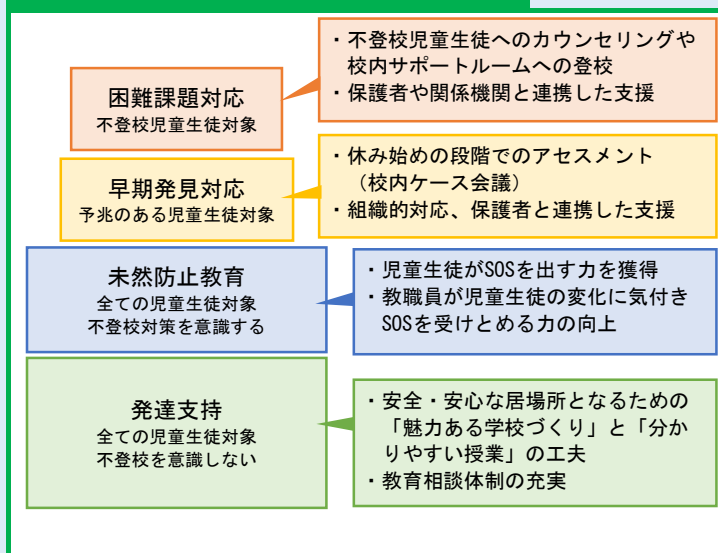 困難課題対応
不登校児童生徒対象
・不登校児童生徒へのカウンセリングや
校内サポートルームへの登校
・保護者や関係機関と連携した支援
早期発見対応
予兆のある児童生徒対象
・休み始めの段階でのアセスメント
（校内ケース会議）
・組織的対応、保護者と連携した支援
未然防止教育
全ての児童生徒対象
不登校対策を意識する
・児童生徒がSOSを出す力を獲得
・教職員が児童生徒の変化に気付き
SOSを受けとめる力の向上
発達支持
全ての児童生徒対象
不登校を意識しない
・安全・安心な居場所となるための
「魅力ある学校づくり」と「分か
りやすい授業」の工夫
・教育相談体制の充実